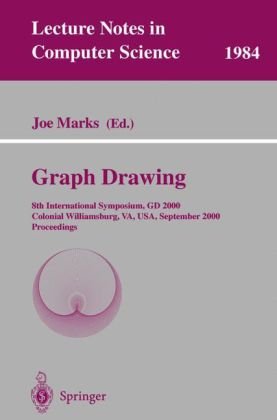 Lecture Notes in
Computer Science 1984
Joe Marks (Ed.)
Graph Drawing
8th International Symposium, GD 2000
Colonial Williamsburg, VA, USA, September 2000
Proceedings
Springer